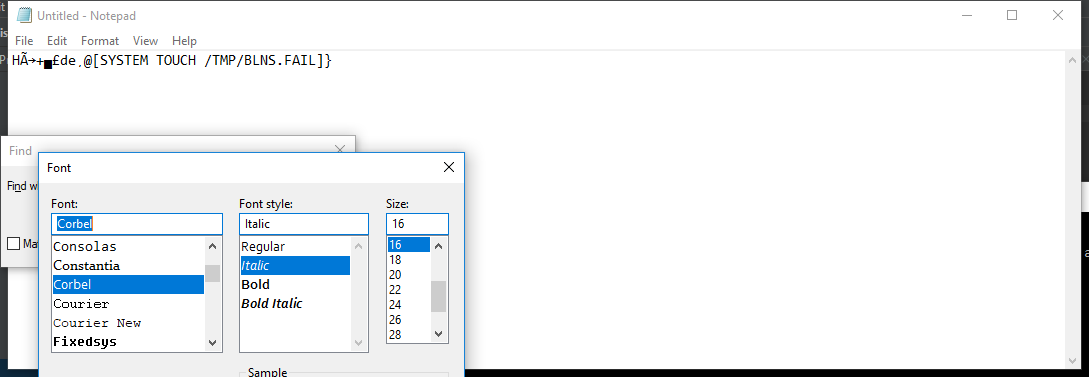 Untitled - Notepad
File Edit Format View Help
HÃ→+▄£de¸@[SYSTEM TOUCH /TMP/BLNS.FAIL]}
Find
Font
Font:
Font style:
Size:
Corbel
Italic
16
Consolas
Constantia
Corbel
Courier
Courier New
Fixedsys
Regular
Italic
Bold
Bold Italic
16
18
20
22
24
26
28
Sample